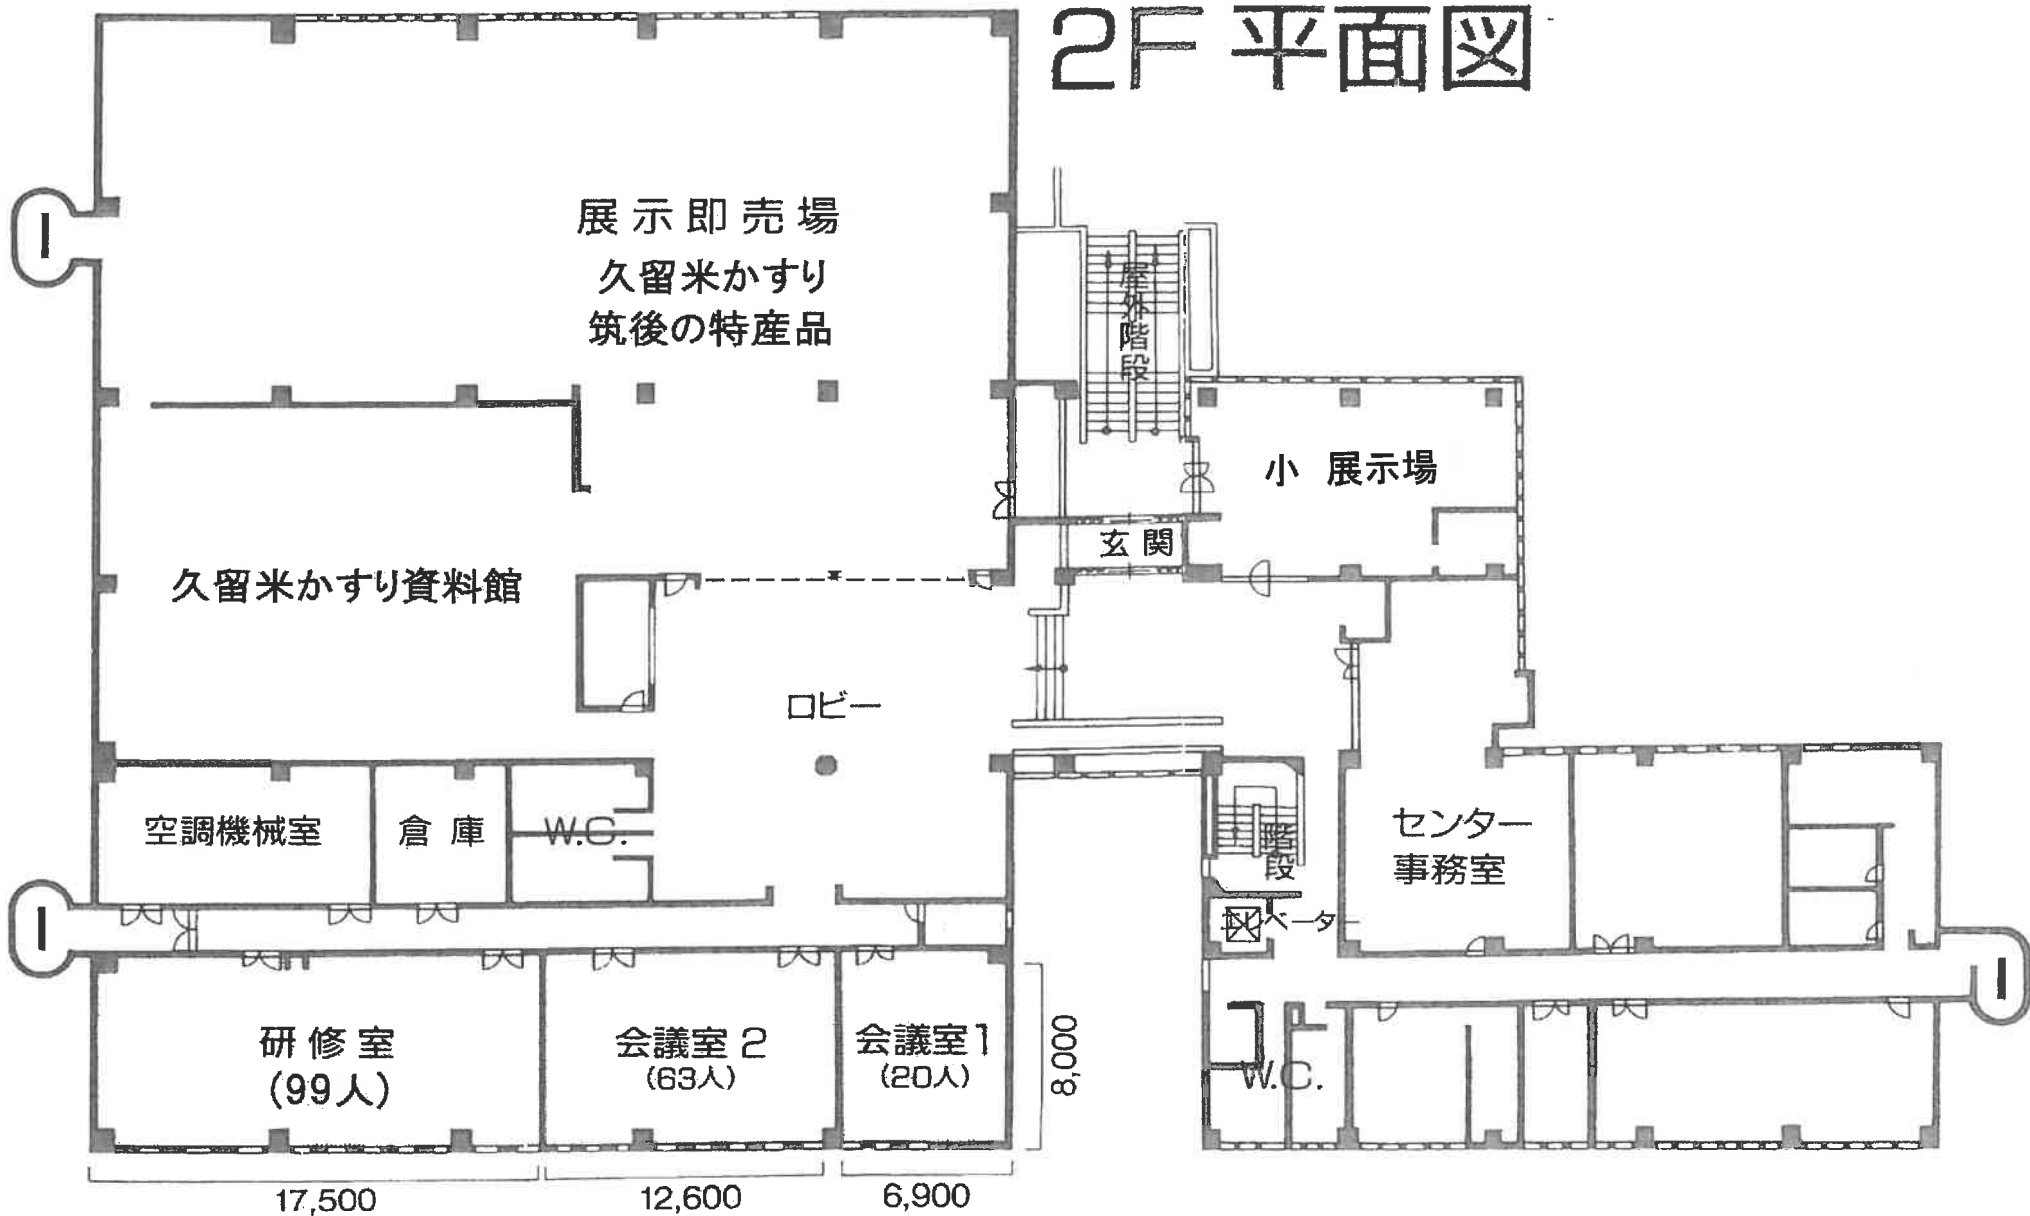 2F 平面図
展示即売場
久留米かすり
筑後の特産品
屋外階段
小 展示場
玄関
久留米かすり資料館
ロビー
空調機械室
倉 庫
W.C.
階段
センター
事務室
エレベーター
研修室
(99人)
会議室2
(63人)
会議室1
(20人)
8,000
W.C.
17,500
12,600
6,900